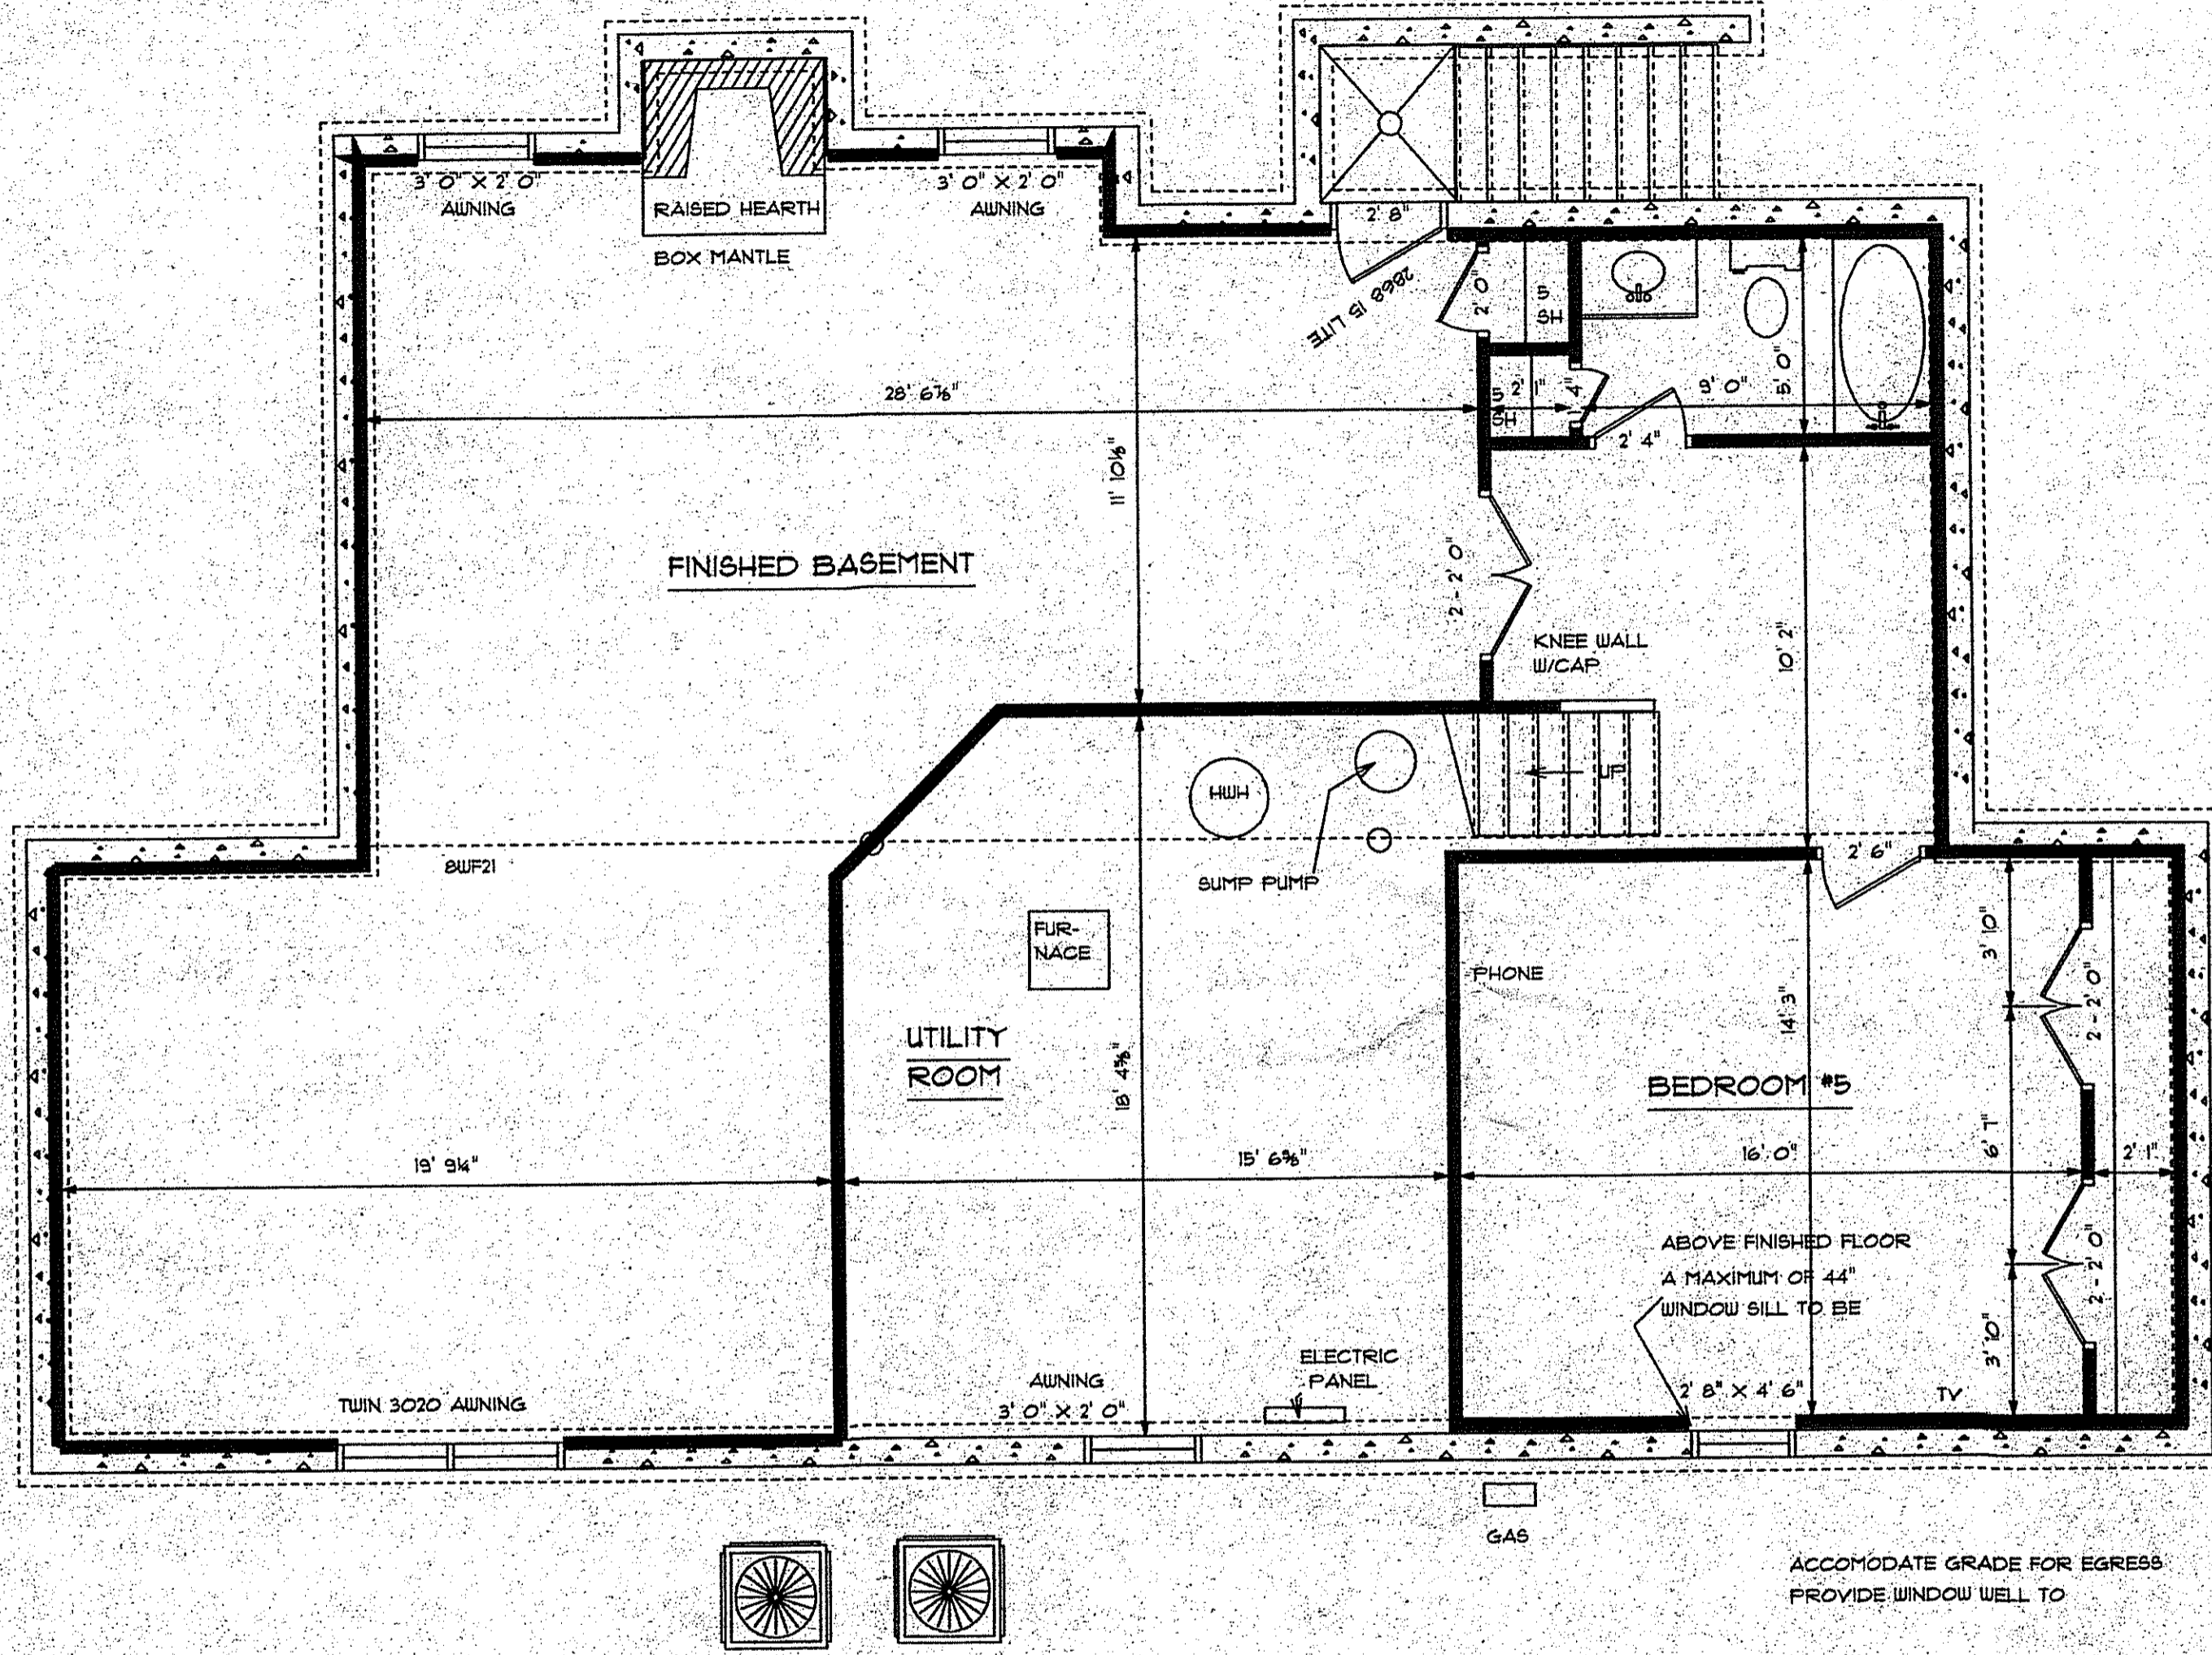 3' 0" X 2' 0"
AWNING
RAISED HEARTH
BOX MANTLE
3' 0" X 2' 0"
AWNING
2' 8"
2868 15 LITE
2' 0"
5
SH
28' 6⅞"
11' 10⅛"
5
SH
2' 1"
1' 4"
9' 0"
5' 0"
2' 4"
FINISHED BASEMENT
2 - 2' 0"
KNEE WALL
W/CAP
10' 2"
HWH
UP
8WF21
SUMP PUMP
2' 6"
FUR-
NACE
PHONE
3' 10"
2 - 2' 0"
UTILITY
ROOM
18' 4⅝"
14' 3"
BEDROOM #5
19' 9¼"
15' 6⅝"
16' 0"
6' 7"
2' 1"
ABOVE FINISHED FLOOR
A MAXIMUM OF 44"
WINDOW SILL TO BE
2 - 2' 0"
3' 10"
TWIN 3020 AWNING
AWNING
3' 0" X 2' 0"
ELECTRIC
PANEL
2' 8" X 4' 6"
TV
GAS
ACCOMODATE GRADE FOR EGRESS
PROVIDE WINDOW WELL TO